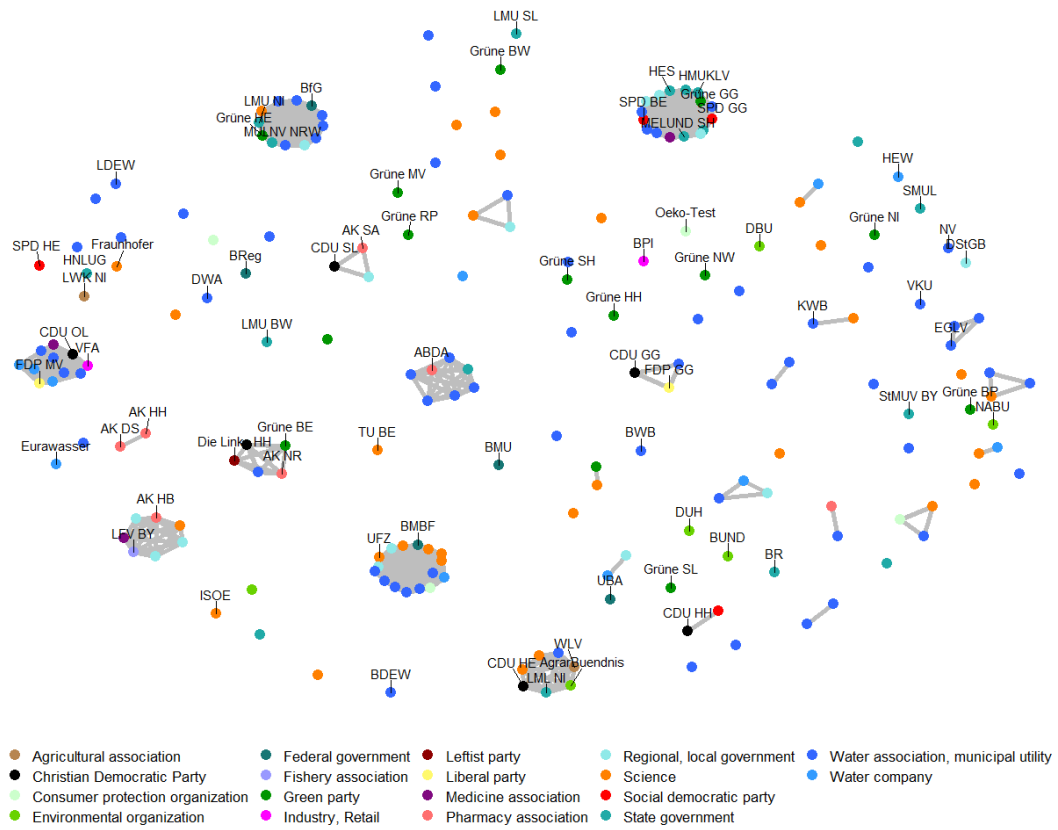 LMU SL
Grüne BW
HES
HMUKLV
BfG
LMU NI
Grüne GG
SPD BE
SPD GG
Grüne HE
MULNV NRW
MELUND SH
LDEW
Grüne MV
HEW
SMUL
Oeko-Test
Grüne RP
AK SA
Grüne NI
DBU
NV
DStGB
SPD HE
Fraunhofer
HNLUG
LWK NI
BReg
CDU SL
BPI
Grüne SH
Grüne NW
DWA
VKU
Grüne HH
KWB
EGLV
LMU BW
CDU OL
VFA
FDP MV
ABDA
CDU GG
FDP GG
StMUV BY
Grüne BP
NABU
AK HH
AK DS
Grüne BE
Die Link
HH
AK NR
TU BE
BMU
BWB
Eurawasser
AK HB
LFV BY
UFZ
BMBF
DUH
BUND
BR
UBA
Grüne SL
ISOE
CDU HH
WLV
CDU HE
AgrarBuendnis
LML NI
BDEW
Agricultural association
Christian Democratic Party
Consumer protection organization
Environmental organization
Federal government
Fishery association
Green party
Industry, Retail
Leftist party
Liberal party
Medicine association
Pharmacy association
Regional, local government
Science
Social democratic party
State government
Water association, municipal utility
Water company